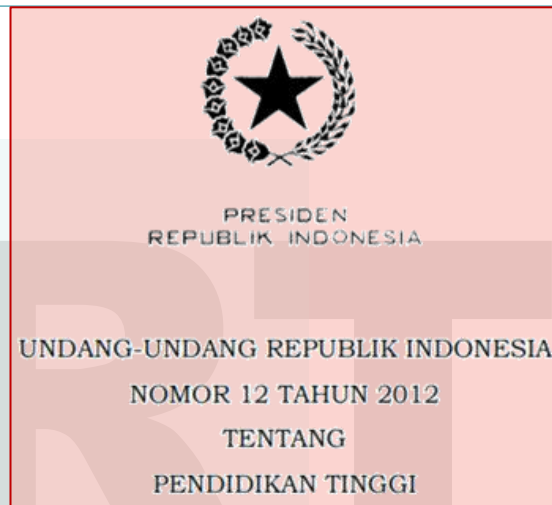 PRESIDEN
REPUBLIK INDONESIA
UNDANG-UNDANG REPUBLIK INDONESIA
NOMOR 12 TAHUN 2012
TENTANG
PENDIDIKAN TINGGI